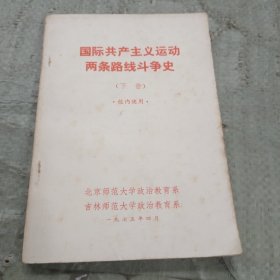 国际共产主义运动
两条路线斗争史
(下卷)
·校内使用·
北京师范大学政治教育系
吉林师范大学政治教育系
一九七五年四月